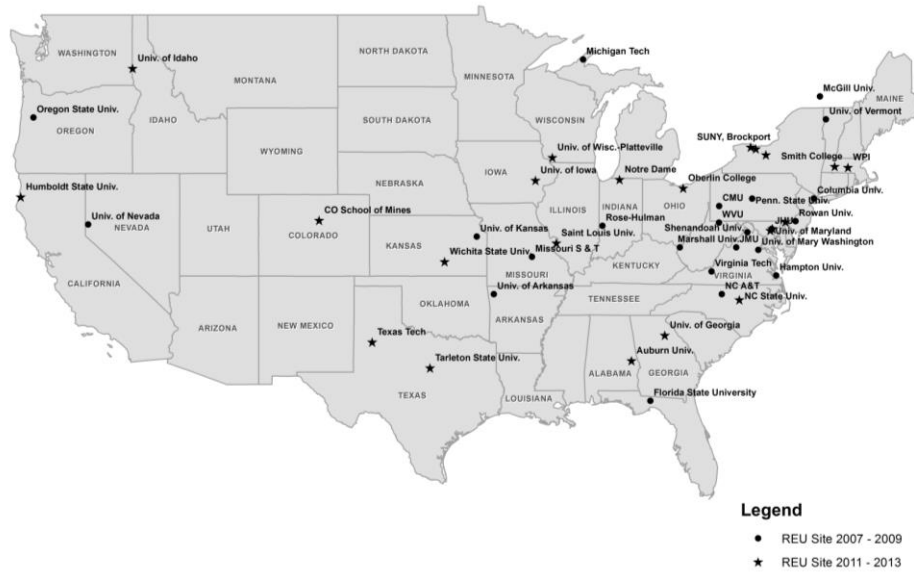 Michigan Tech
WASHINGTON
Univ. of Idaho
NORTH DAKOTA
MONTANA
MINNESOTA
McGill Univ.
MAINE
Oregon State Univ.
OREGON
IDAHO
SOUTH DAKOTA
WISCONSIN
Univ. of Vermont
SUNY, Brockport
WYOMING
Univ. of Wisc.-Platteville
Smith College
WPI
Humboldt State Univ.
NEBRASKA
IOWA
Univ. of Iowa
Notre Dame
Oberlin College
Columbia Univ.
CO School of Mines
ILLINOIS
INDIANA
OHIO
CMU
Penn. State Univ.
Univ. of Nevada
NEVADA
UTAH
COLORADO
Univ. of Kansas
Rose-Hulman
WVU
Rowan Univ.
JHU
KANSAS
Saint Louis Univ.
Shenandoah Univ.
Univ. of Maryland
Wichita State Univ.
Missouri S & T
Marshall Univ.
JMU
Univ. of Mary Washington
CALIFORNIA
MISSOURI
KENTUCKY
Virginia Tech
VIRGINIA
Hampton Univ.
Univ. of Arkansas
NC A&T
NC State Univ.
OKLAHOMA
TENNESSEE
ARIZONA
NEW MEXICO
ARKANSAS
Texas Tech
Univ. of Georgia
Tarleton State Univ.
Auburn Univ.
ALABAMA
GEORGIA
TEXAS
LOUISIANA
Florida State University
Legend
REU Site 2007 - 2009
REU Site 2011 - 2013